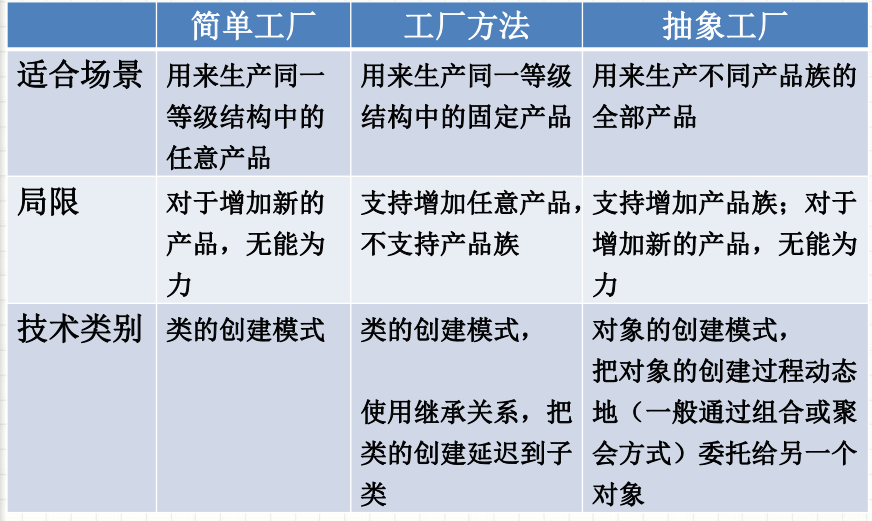 简单工厂 工厂方法 抽象工厂
适合场景
用来生产同一
等级结构中的
任意产品
用来生产同一等级
结构中的固定产品
用来生产不同产品族的
全部产品
局限
对于增加新的
产品，无能为
力
支持增加任意产品，
不支持产品族
支持增加产品族；对于
增加新的产品，无能为
力
技术类别
类的创建模式
类的创建模式，
使用继承关系，把
类的创建延迟到子
类
对象的创建模式，
把对象的创建过程动态
地（一般通过组合或聚
会方式）委托给另一个
对象